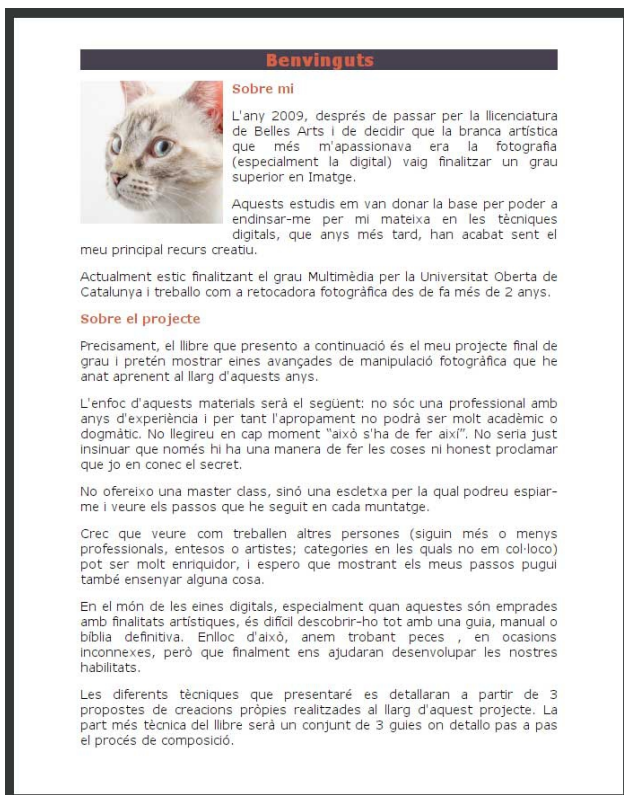 Benvinguts
Sobre mi
L'any 2009, després de passar per la llicenciatura
de Belles Arts i de decidir que la branca artística
que més m'apassionava era la fotografia
(especialment la digital) vaig finalitzar un grau
superior en Imatge.
Aquests estudis em van donar la base per poder a
endinsar-me per mi mateixa en les tècniques
digitals, que anys més tard, han acabat sent el
meu principal recurs creatiu.
Actualment estic finalitzant el grau Multimèdia per la Universitat Oberta de
Catalunya i treballo com a retocadora fotogràfica des de fa més de 2 anys.
Sobre el projecte
Precisament, el llibre que presento a continuació és el meu projecte final de
grau i pretén mostrar eines avançades de manipulació fotogràfica que he
anat aprenent al llarg d'aquests anys.
L'enfoc d'aquests materials serà el següent: no sóc una professional amb
anys d'experiència i per tant l'apropament no podrà ser molt acadèmic o
dogmàtic. No llegireu en cap moment “això s'ha de fer així”. No seria just
insinuar que només hi ha una manera de fer les coses ni honest proclamar
que jo en conec el secret.
No ofereixo una master class, sinó una escletxa per la qual podreu espiar-
me i veure els passos que he seguit en cada muntatge.
Crec que veure com treballen altres persones (siguin més o menys
professionals, entesos o artistes; categories en les quals no em col·loco)
pot ser molt enriquidor, i espero que mostrant els meus passos pugui
també ensenyar alguna cosa.
En el món de les eines digitals, especialment quan aquestes són emprades
amb finalitats artístiques, és difícil descobrir-ho tot amb una guia, manual o
bíblia definitiva. Enlloc d'això, anem trobant peces , en ocasions
inconnexes, però que finalment ens ajudaran desenvolupar les nostres
habilitats.
Les diferents tècniques que presentaré es detallaran a partir de 3
propostes de creacions pròpies realitzades al llarg d'aquest projecte. La
part més tècnica del llibre serà un conjunt de 3 guies on detallo pas a pas
el procés de composició.